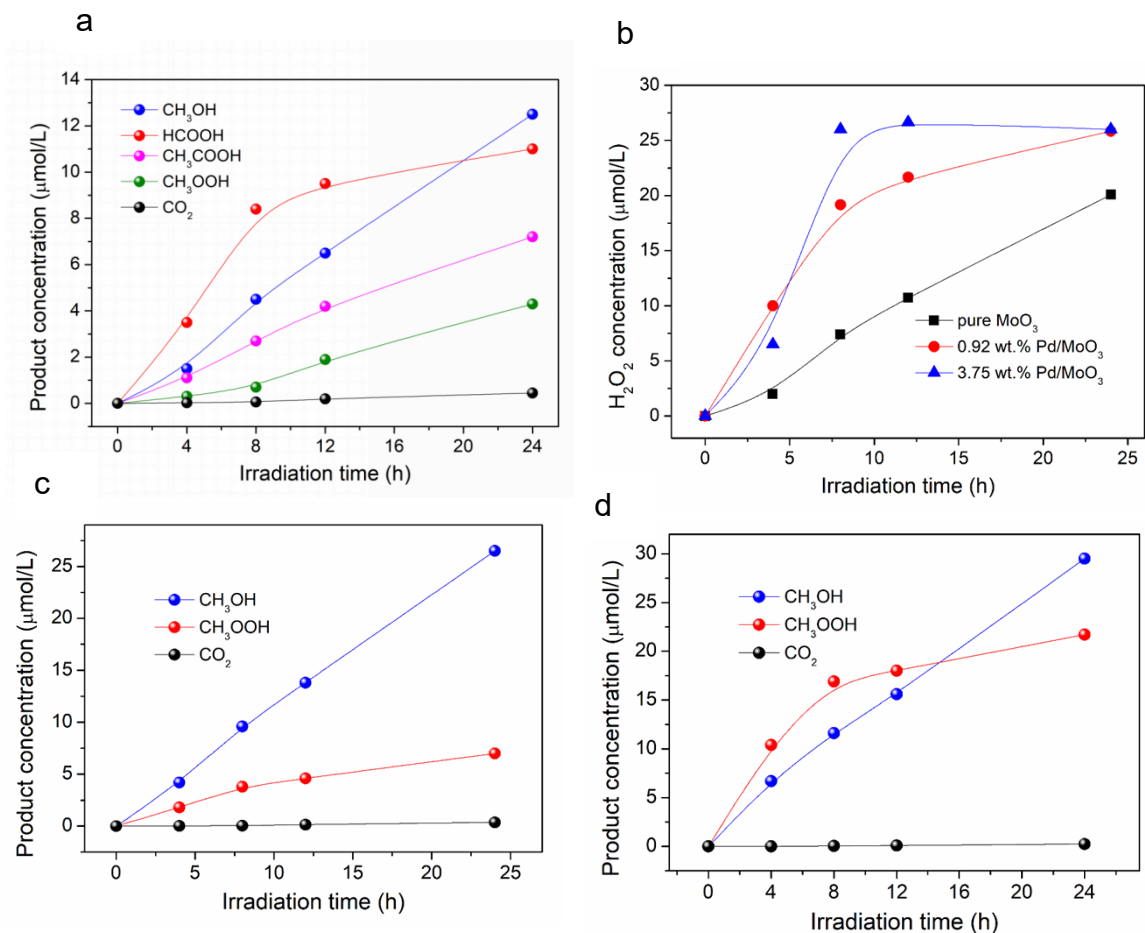 a
14
12
10
8
6
4
2
0
Product concentration (μmol/L)
CH₃OH
HCOOH
CH₃COOH
CH₃OOH
CO₂
0 4 8 12 16 20 24
Irradiation time (h)
b
30
25
20
15
10
5
0
H₂O₂ concentration (μmol/L)
pure MoO₃
0.92 wt.% Pd/MoO₃
3.75 wt.% Pd/MoO₃
0 5 10 15 20 25
Irradiation time (h)
c
25
20
15
10
5
0
Product concentration (μmol/L)
CH₃OH
CH₃OOH
CO₂
0 5 10 15 20 25
Irradiation time (h)
d
30
25
20
15
10
5
0
Product concentration (μmol/L)
CH₃OH
CH₃OOH
CO₂
0 4 8 12 16 20 24
Irradiation time (h)